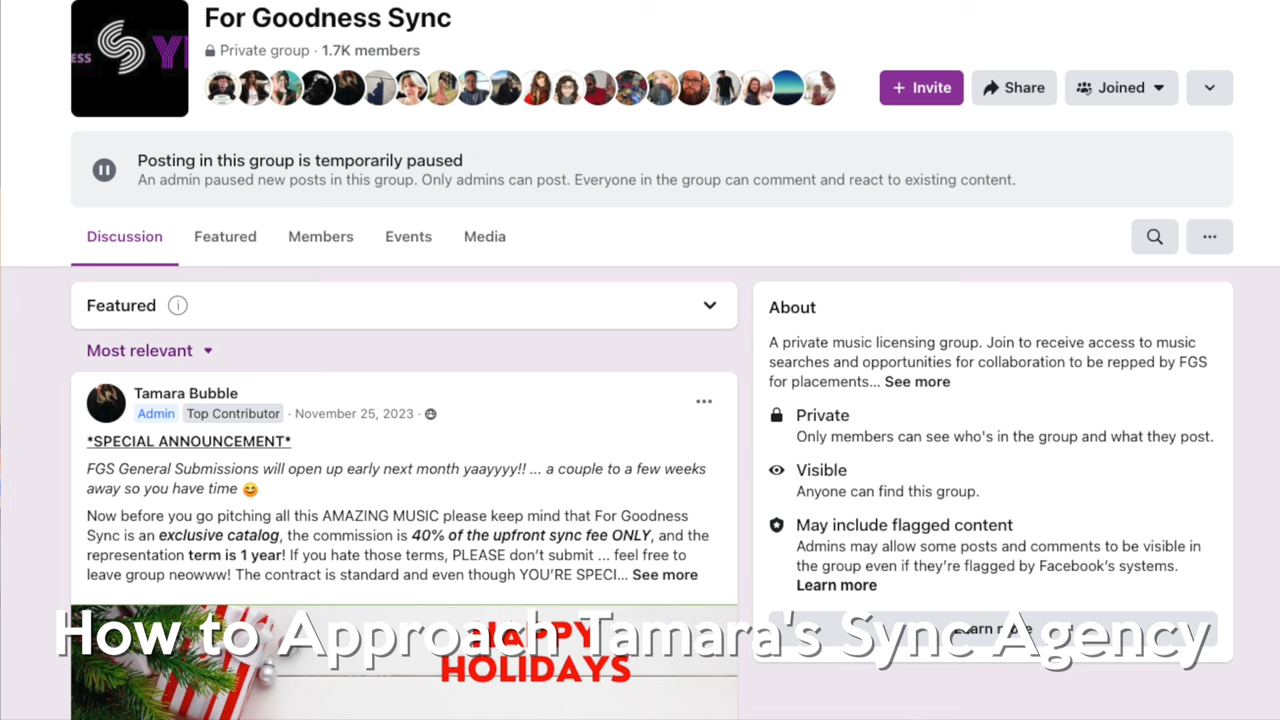 For Goodness Sync
ESS
Private group · 1.7K members
+ Invite
Share
Joined
Posting in this group is temporarily paused
An admin paused new posts in this group. Only admins can post. Everyone in the group can comment and react to existing content.
Discussion
Featured
Members
Events
Media
Featured
Most relevant
Tamara Bubble
Admin Top Contributor · November 25, 2023 ·
*SPECIAL ANNOUNCEMENT*
FGS General Submissions will open up early next month yaayyyy!! ... a couple to a few weeks
away so you have time 😊
Now before you go pitching all this AMAZING MUSIC please keep mind that For Goodness
Sync is an exclusive catalog, the commission is 40% of the upfront sync fee ONLY, and the
representation term is 1 year! If you hate those terms, PLEASE don't submit ... feel free to
leave group neowww! The contract is standard and even though YOU'RE SPECI... See more
HAPPY
HOLIDAYS
About
A private music licensing group. Join to receive access to music
searches and opportunities for collaboration to be repped by FGS
for placements... See more
Private
Only members can see who's in the group and what they post.
Visible
Anyone can find this group.
May include flagged content
Admins may allow some posts and comments to be visible in
the group even if they're flagged by Facebook's systems.
Learn more
Learn more
How to Approach Tamara's Sync Agency